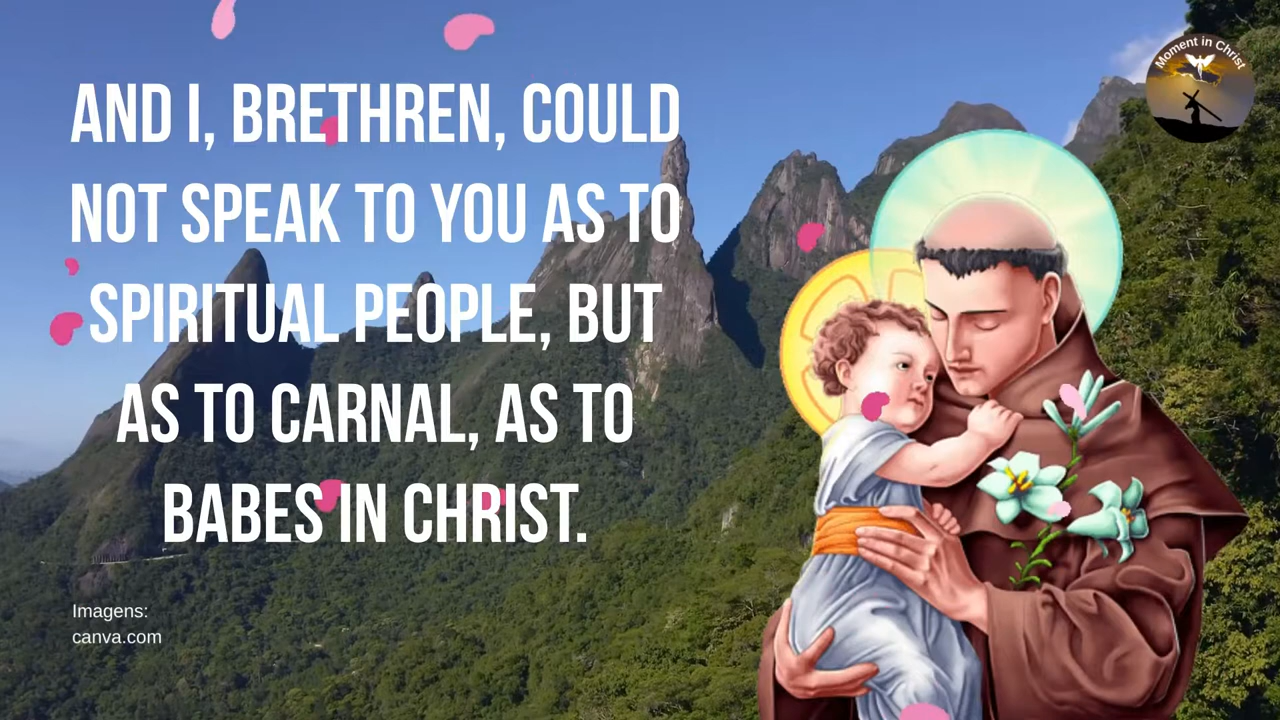 AND I, BRETHREN, COULD
NOT SPEAK TO YOU AS TO
SPIRITUAL PEOPLE, BUT
AS TO CARNAL, AS TO
BABES IN CHRIST.
Imagens:
canva.com
Moment in Christ